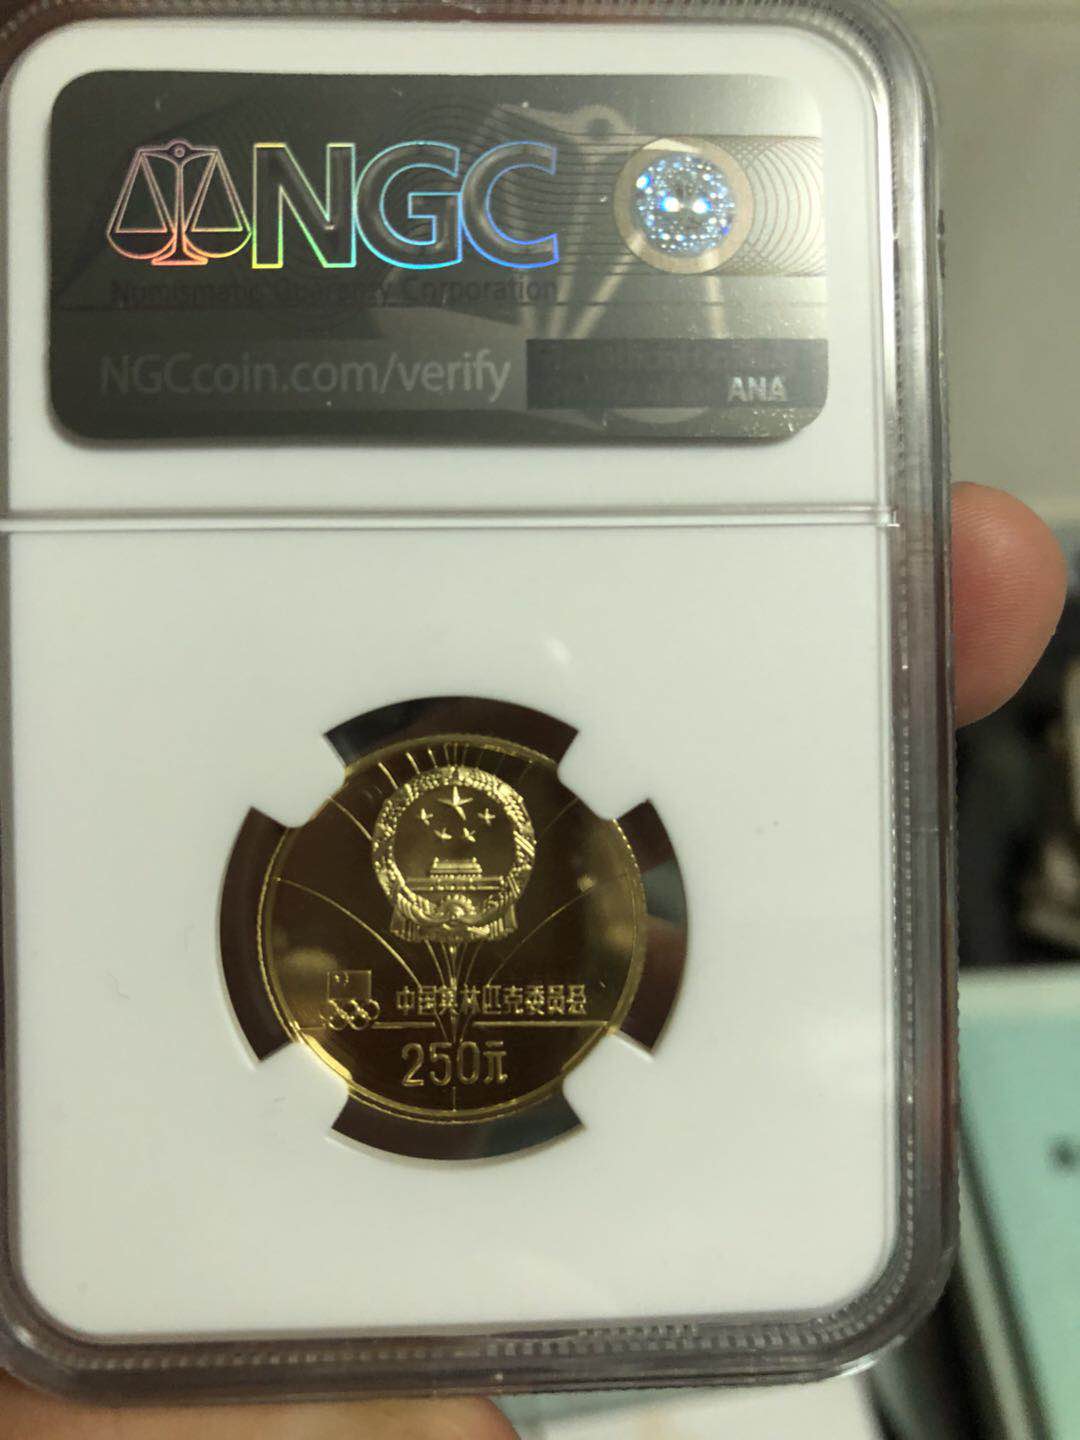 NGC
Numismatic Guaranty Corporation
NGCcoin.com/verify
ANA
中国奥林匹克委员会
250元